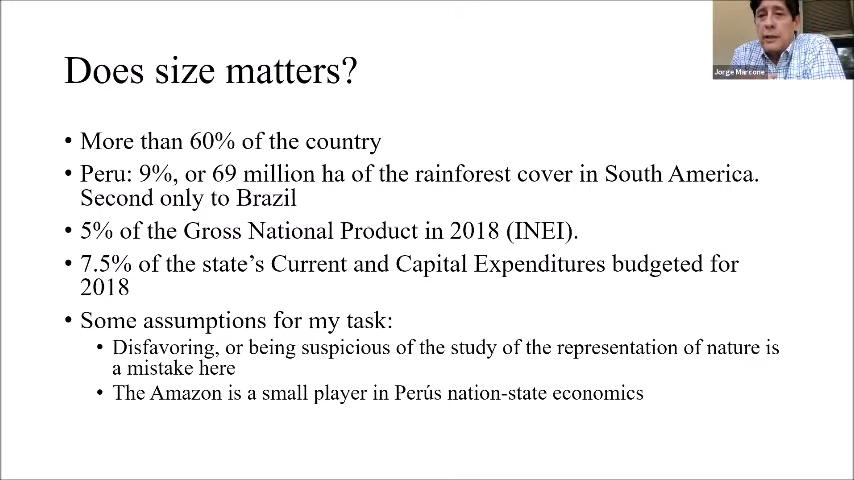 Does size matters?
Jorge Marcone
• More than 60% of the country
• Peru: 9%, or 69 million ha of the rainforest cover in South America.
Second only to Brazil
• 5% of the Gross National Product in 2018 (INEI).
• 7.5% of the state’s Current and Capital Expenditures budgeted for
2018
• Some assumptions for my task:
• Disfavoring, or being suspicious of the study of the representation of nature is
a mistake here
• The Amazon is a small player in Perús nation-state economics